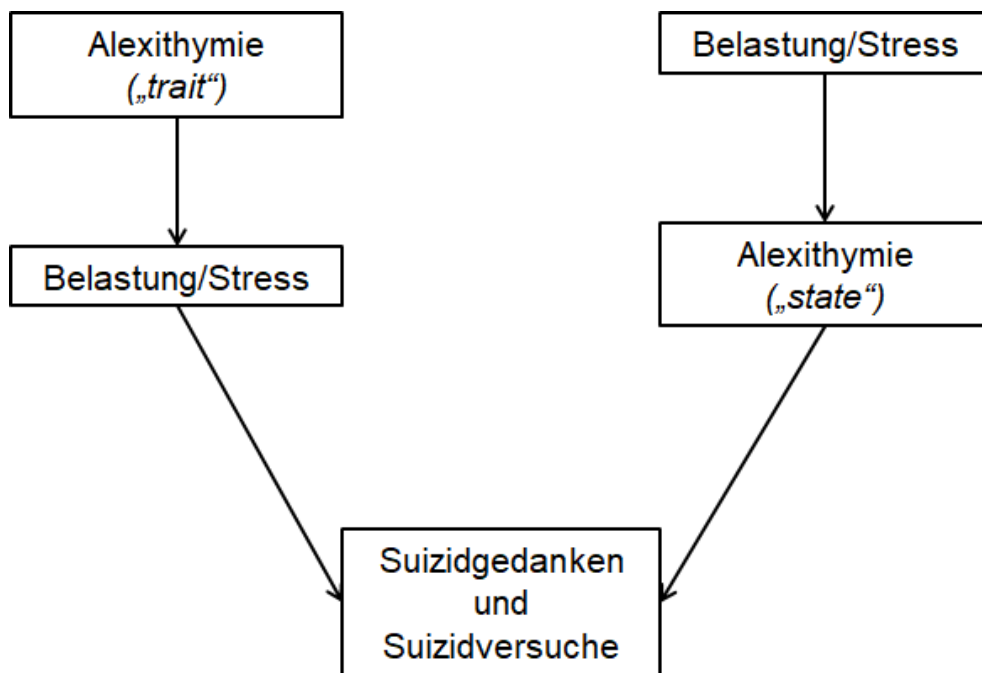 Alexithymie
(„trait“)
Belastung/Stress
Belastung/Stress
Alexithymie
(„state“)
Suizidgedanken
und
Suizidversuche